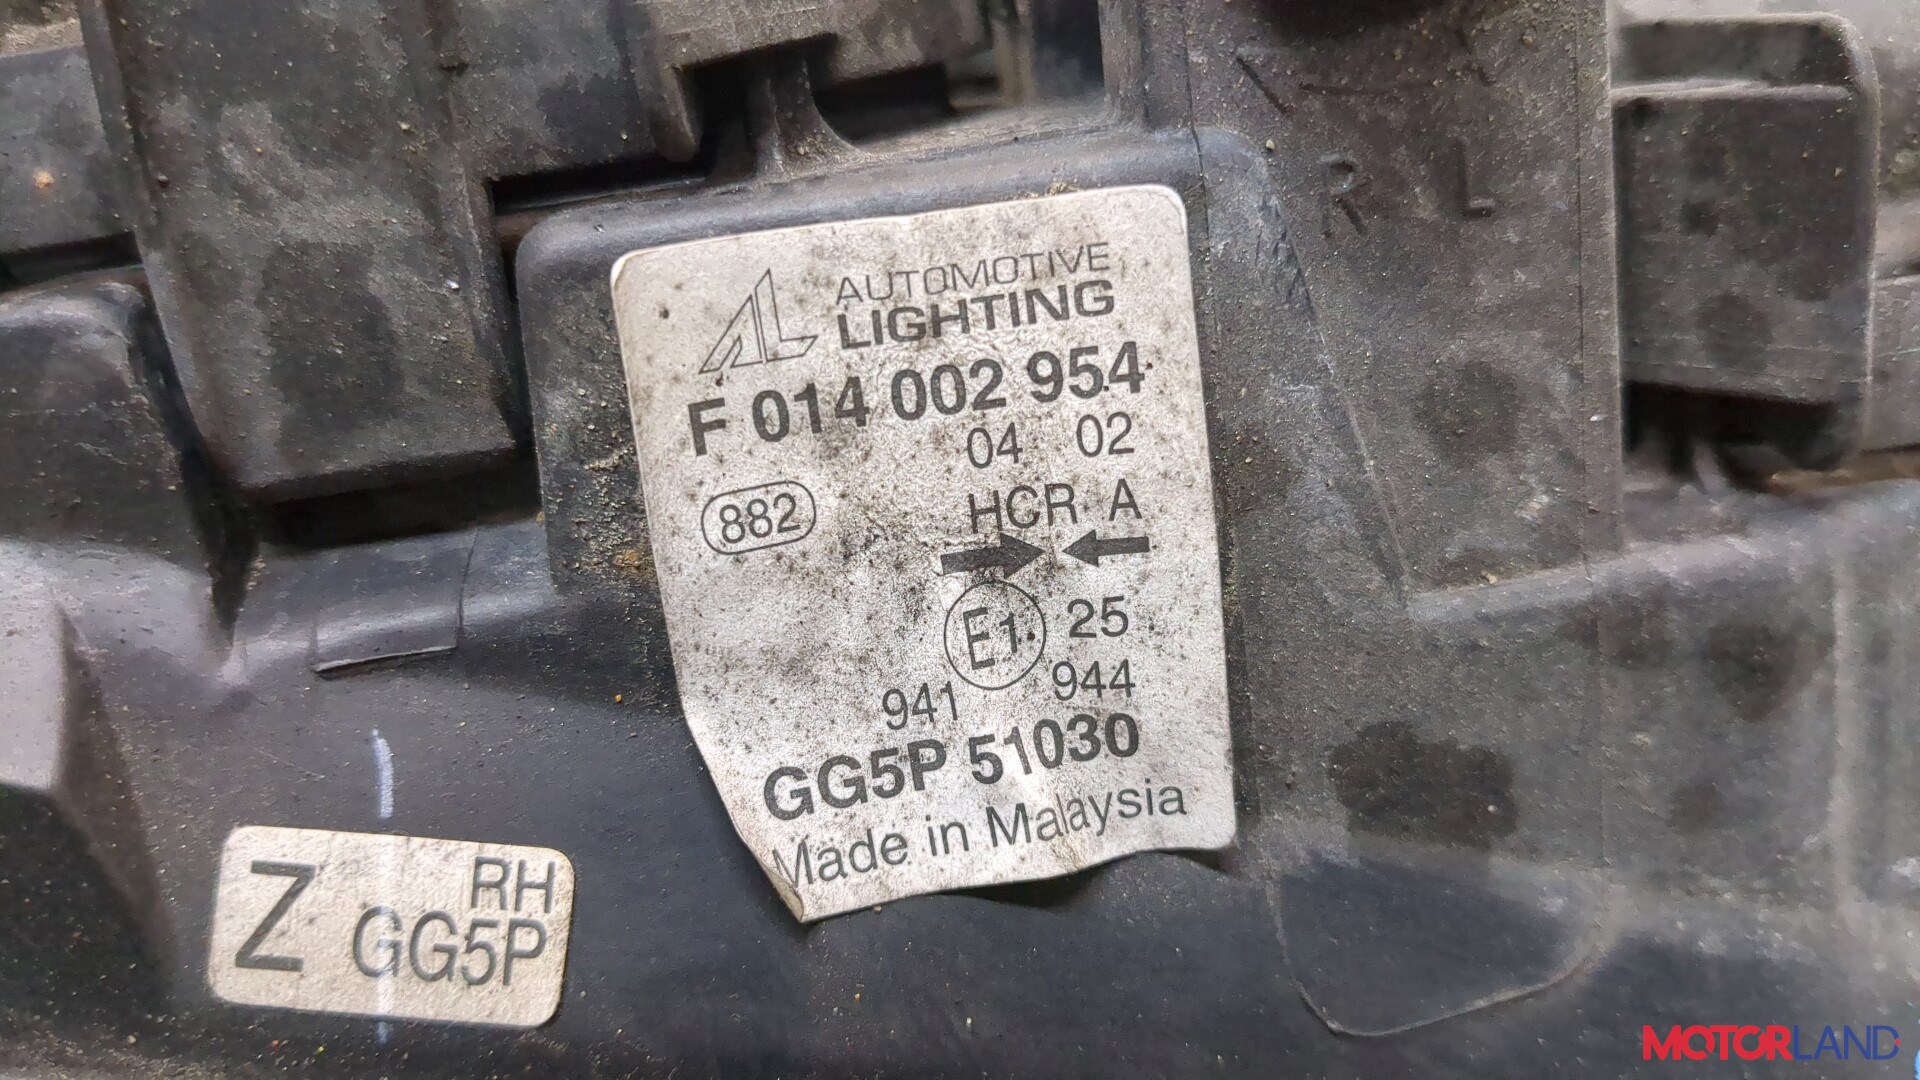 R L
AL
AUTOMOTIVE
LIGHTING
F 014 002 954
04 02
882
HCR A
E1 25
941 944
GG5P 51030
Made in Malaysia
Z RH
GG5P
MOTORLAND